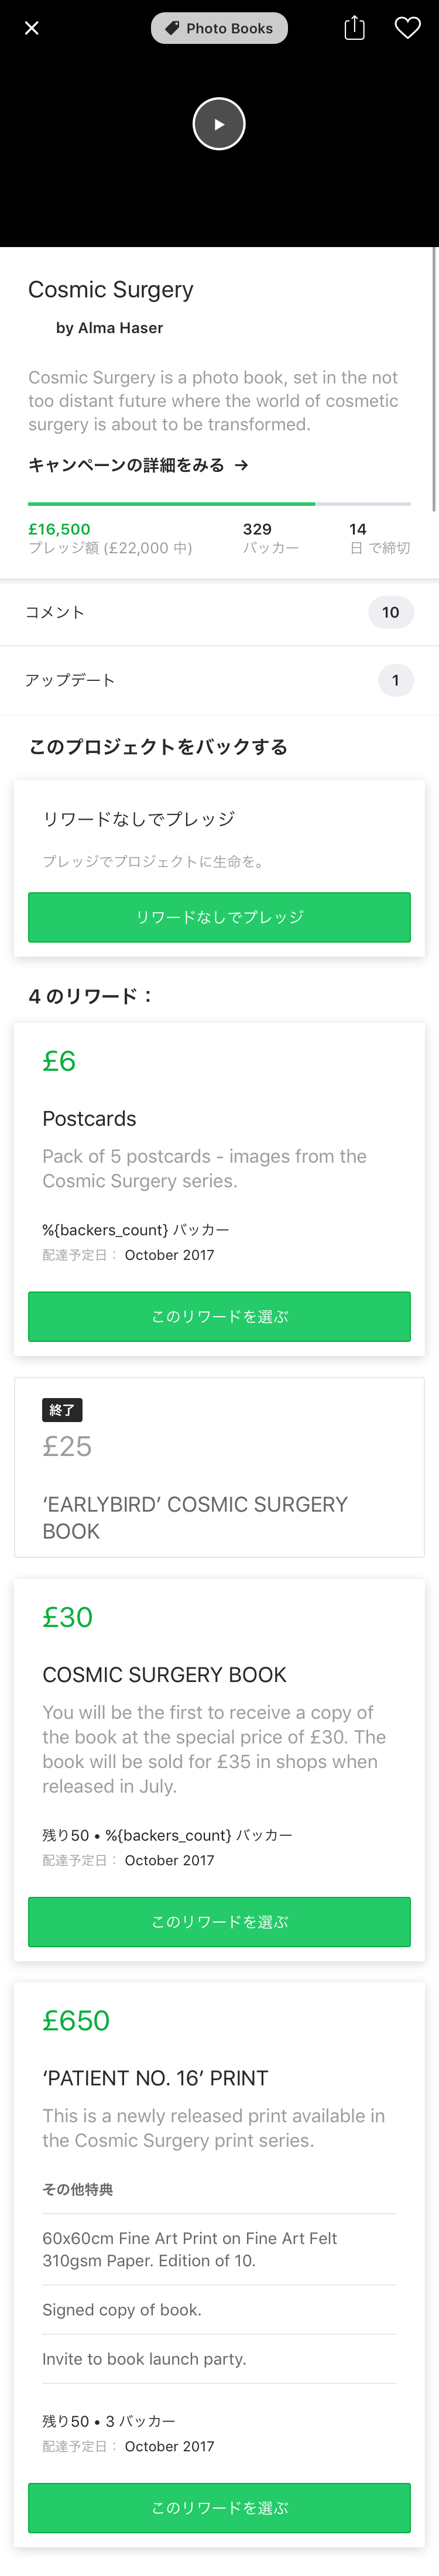 Photo Books
Cosmic Surgery
by Alma Haser
Cosmic Surgery is a photo book, set in the not
too distant future where the world of cosmetic
surgery is about to be transformed.
キャンペーンの詳細をみる →
£16,500
プレッジ額 (£22,000 中)
329
バッカー
14
日 で締切
コメント 10
アップデート 1
このプロジェクトをバックする
リワードなしでプレッジ
プレッジでプロジェクトに生命を。
リワードなしでプレッジ
4 のリワード：
£6
Postcards
Pack of 5 postcards - images from the
Cosmic Surgery series.
%{backers_count} バッカー
配達予定日： October 2017
このリワードを選ぶ
終了
£25
‘EARLYBIRD’ COSMIC SURGERY
BOOK
£30
COSMIC SURGERY BOOK
You will be the first to receive a copy of
the book at the special price of £30. The
book will be sold for £35 in shops when
released in July.
残り50 • %{backers_count} バッカー
配達予定日： October 2017
このリワードを選ぶ
£650
‘PATIENT NO. 16’ PRINT
This is a newly released print available in
the Cosmic Surgery print series.
その他特典
60x60cm Fine Art Print on Fine Art Felt
310gsm Paper. Edition of 10.
Signed copy of book.
Invite to book launch party.
残り50 • 3 バッカー
配達予定日： October 2017
このリワードを選ぶ